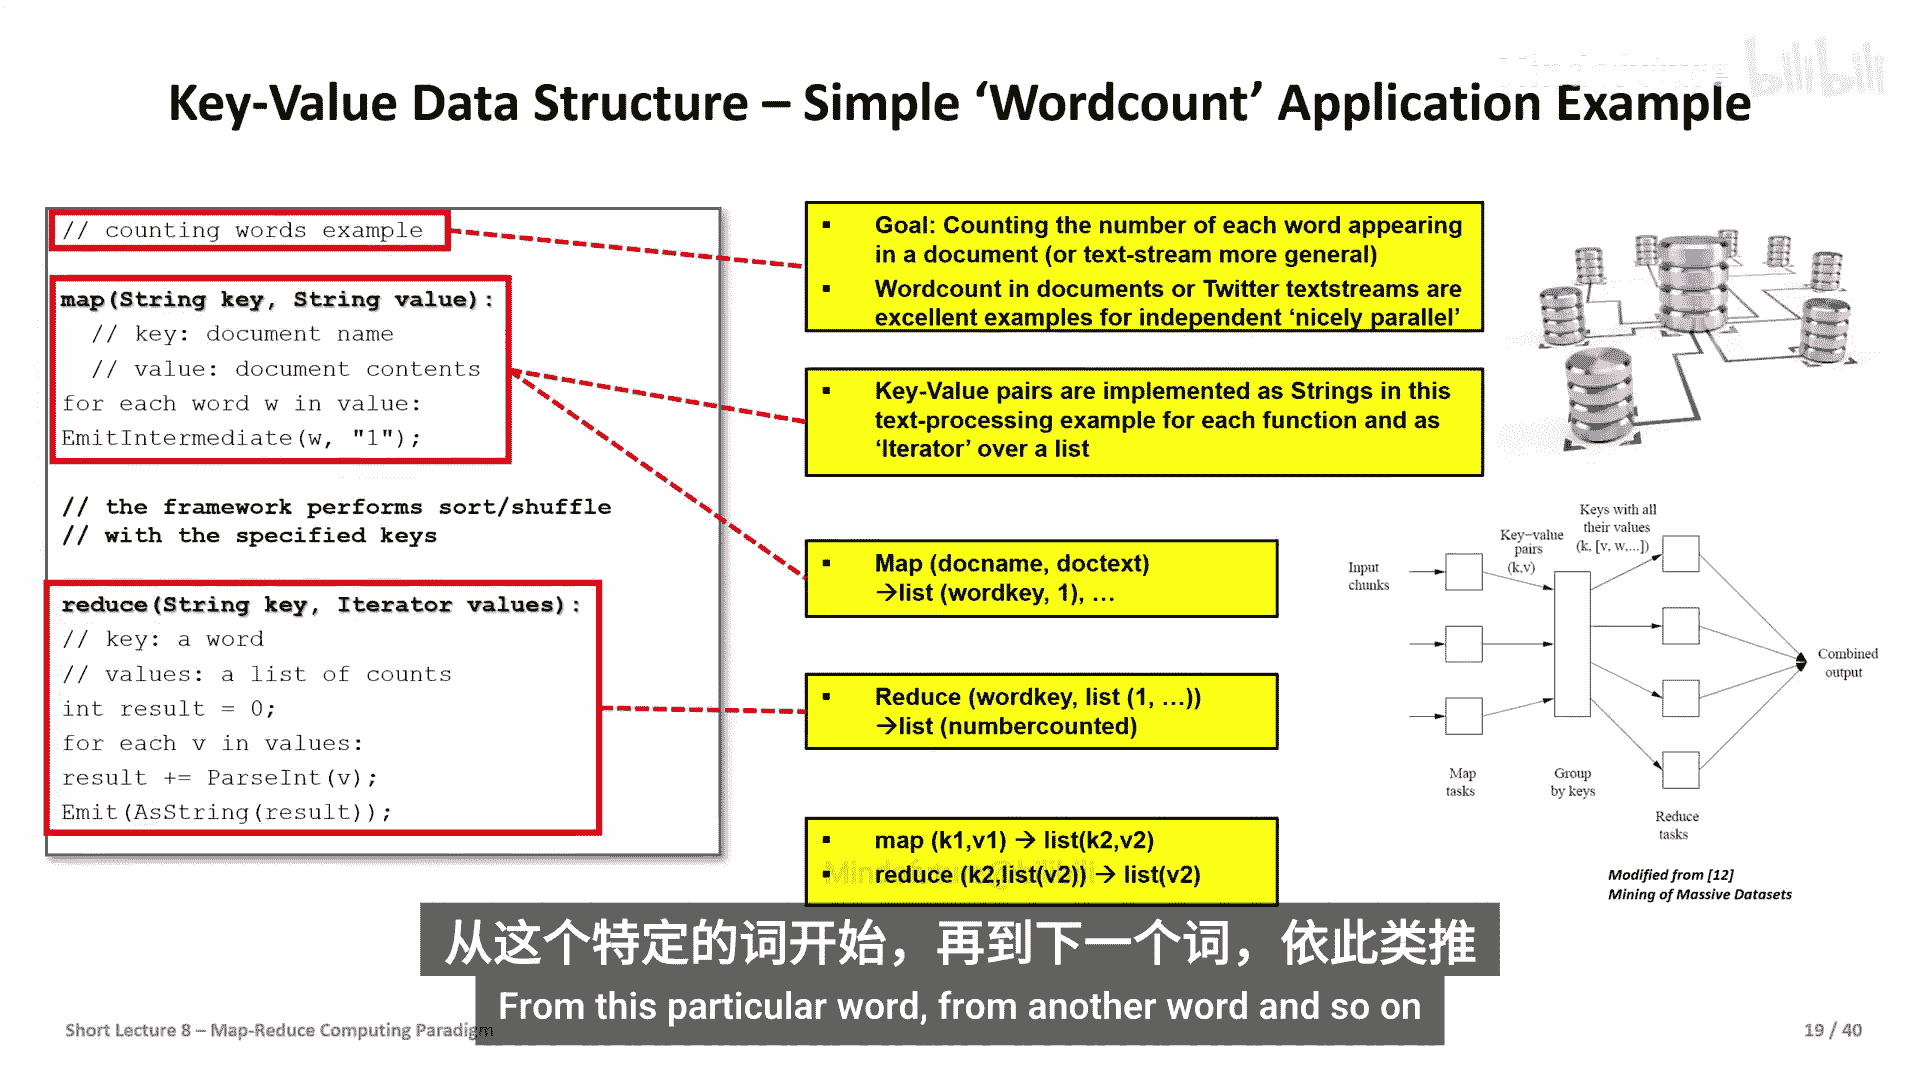 bilibili
Key-Value Data Structure – Simple ‘Wordcount’ Application Example
// counting words example
map(String key, String value):
// key: document name
// value: document contents
for each word w in value:
EmitIntermediate(w, "1");
// the framework performs sort/shuffle
// with the specified keys
reduce(String key, Iterator values):
// key: a word
// values: a list of counts
int result = 0;
for each v in values:
result += ParseInt(v);
Emit(AsString(result));
▪ Goal: Counting the number of each word appearing
in a document (or text-stream more general)
▪ Wordcount in documents or Twitter textstreams are
excellent examples for independent ‘nicely parallel’
▪ Key-Value pairs are implemented as Strings in this
text-processing example for each function and as
‘Iterator’ over a list
▪ Map (docname, doctext)
→list (wordkey, 1), …
▪ Reduce (wordkey, list (1, …))
→list (numbercounted)
▪ map (k1,v1) → list(k2,v2)
▪ reduce (k2,list(v2)) → list(v2)
Input
chunks
Key−value
pairs
(k,v)
Keys with all
their values
(k, [v, w,...])
Combined
output
Map
tasks
Group
by keys
Reduce
tasks
Modified from [12]
Mining of Massive Datasets
从这个特定的词开始，再到下一个词，依此类推
From this particular word, from another word and so on
Short Lecture 8 – Map-Reduce Computing Paradigm
19 / 40